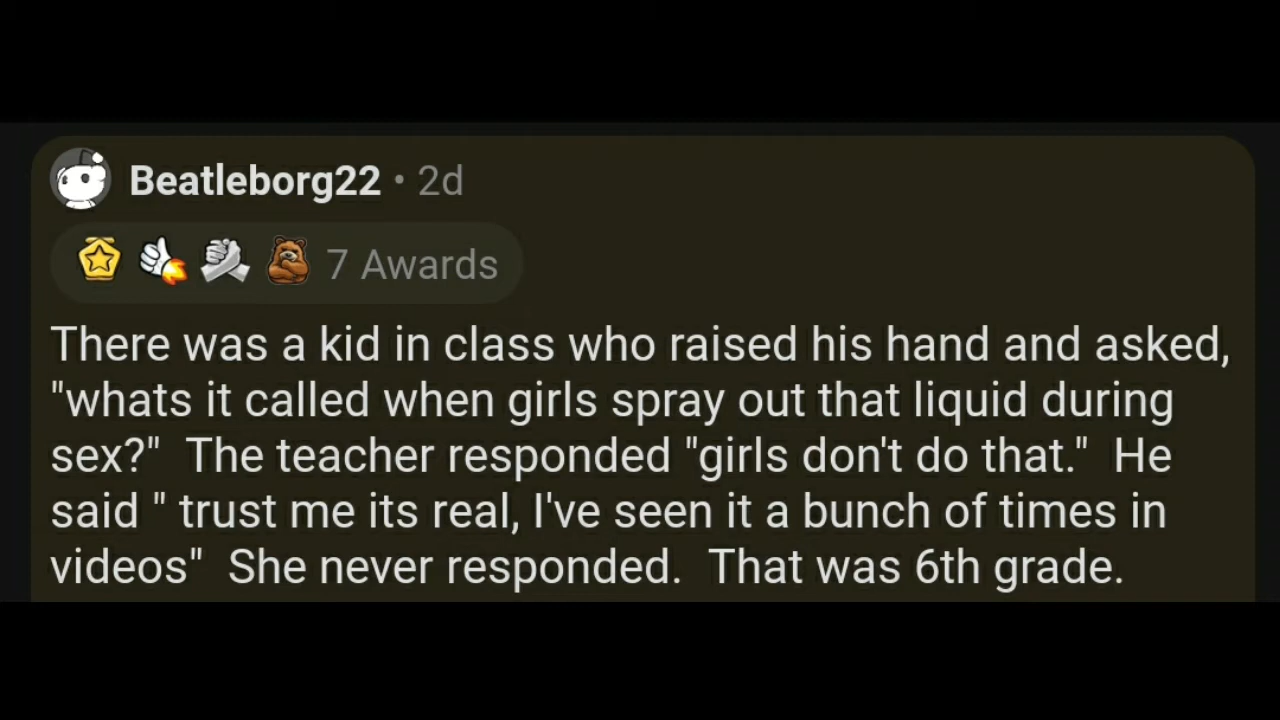 Beatleborg22 • 2d
7 Awards
There was a kid in class who raised his hand and asked,
"whats it called when girls spray out that liquid during
sex?"  The teacher responded "girls don't do that."  He
said " trust me its real, I've seen it a bunch of times in
videos"  She never responded.  That was 6th grade.